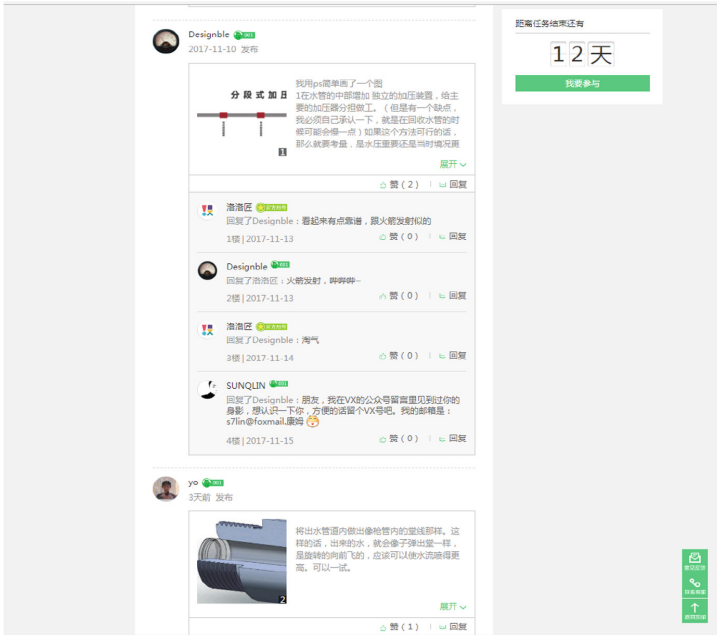 Designble 001
2017-11-10 发布
分 段 式 加 压
1
我用ps简单画了一个图
1在水管的中部增加 独立的加压装置，给主
要的加压器分担做工。（但是有一个缺点，
我必须自己承认一下，就是在回收水管的时
候可能会慢一点）如果这个方法可行的话，
那么就要考量，是水压里要还是当时情况更
展开
赞 ( 2 ) | 回复
洛洛匠
回复了Designble：看起来有点靠谱，跟火箭发射似的
1楼 | 2017-11-13 赞 ( 0 ) | 回复
Designble 001
回复了洛洛匠：火箭发射，哔哔哔~
2楼 | 2017-11-13 赞 ( 0 ) | 回复
洛洛匠
回复了Designble：淘气
3楼 | 2017-11-14 赞 ( 0 ) | 回复
SUNQLIN 001
回复了Designble：朋友，我在VX的公众号留言里见到过你的
身影，想认识一下你，方便的话留个VX号吧。我的邮箱是：
s7lin@foxmail.康姆
4楼 | 2017-11-15 赞 ( 0 ) | 回复
yo 001
3天前 发布
2
将出水管道内做出像枪管内的膛线那样。这
样的话，出来的水，就会像子弹出堂一样，
是旋转的向前飞的，应该可以使水流喷得更
高。可以一试。
展开
赞 ( 1 ) | 回复
距离任务结束还有
12天
我要参与